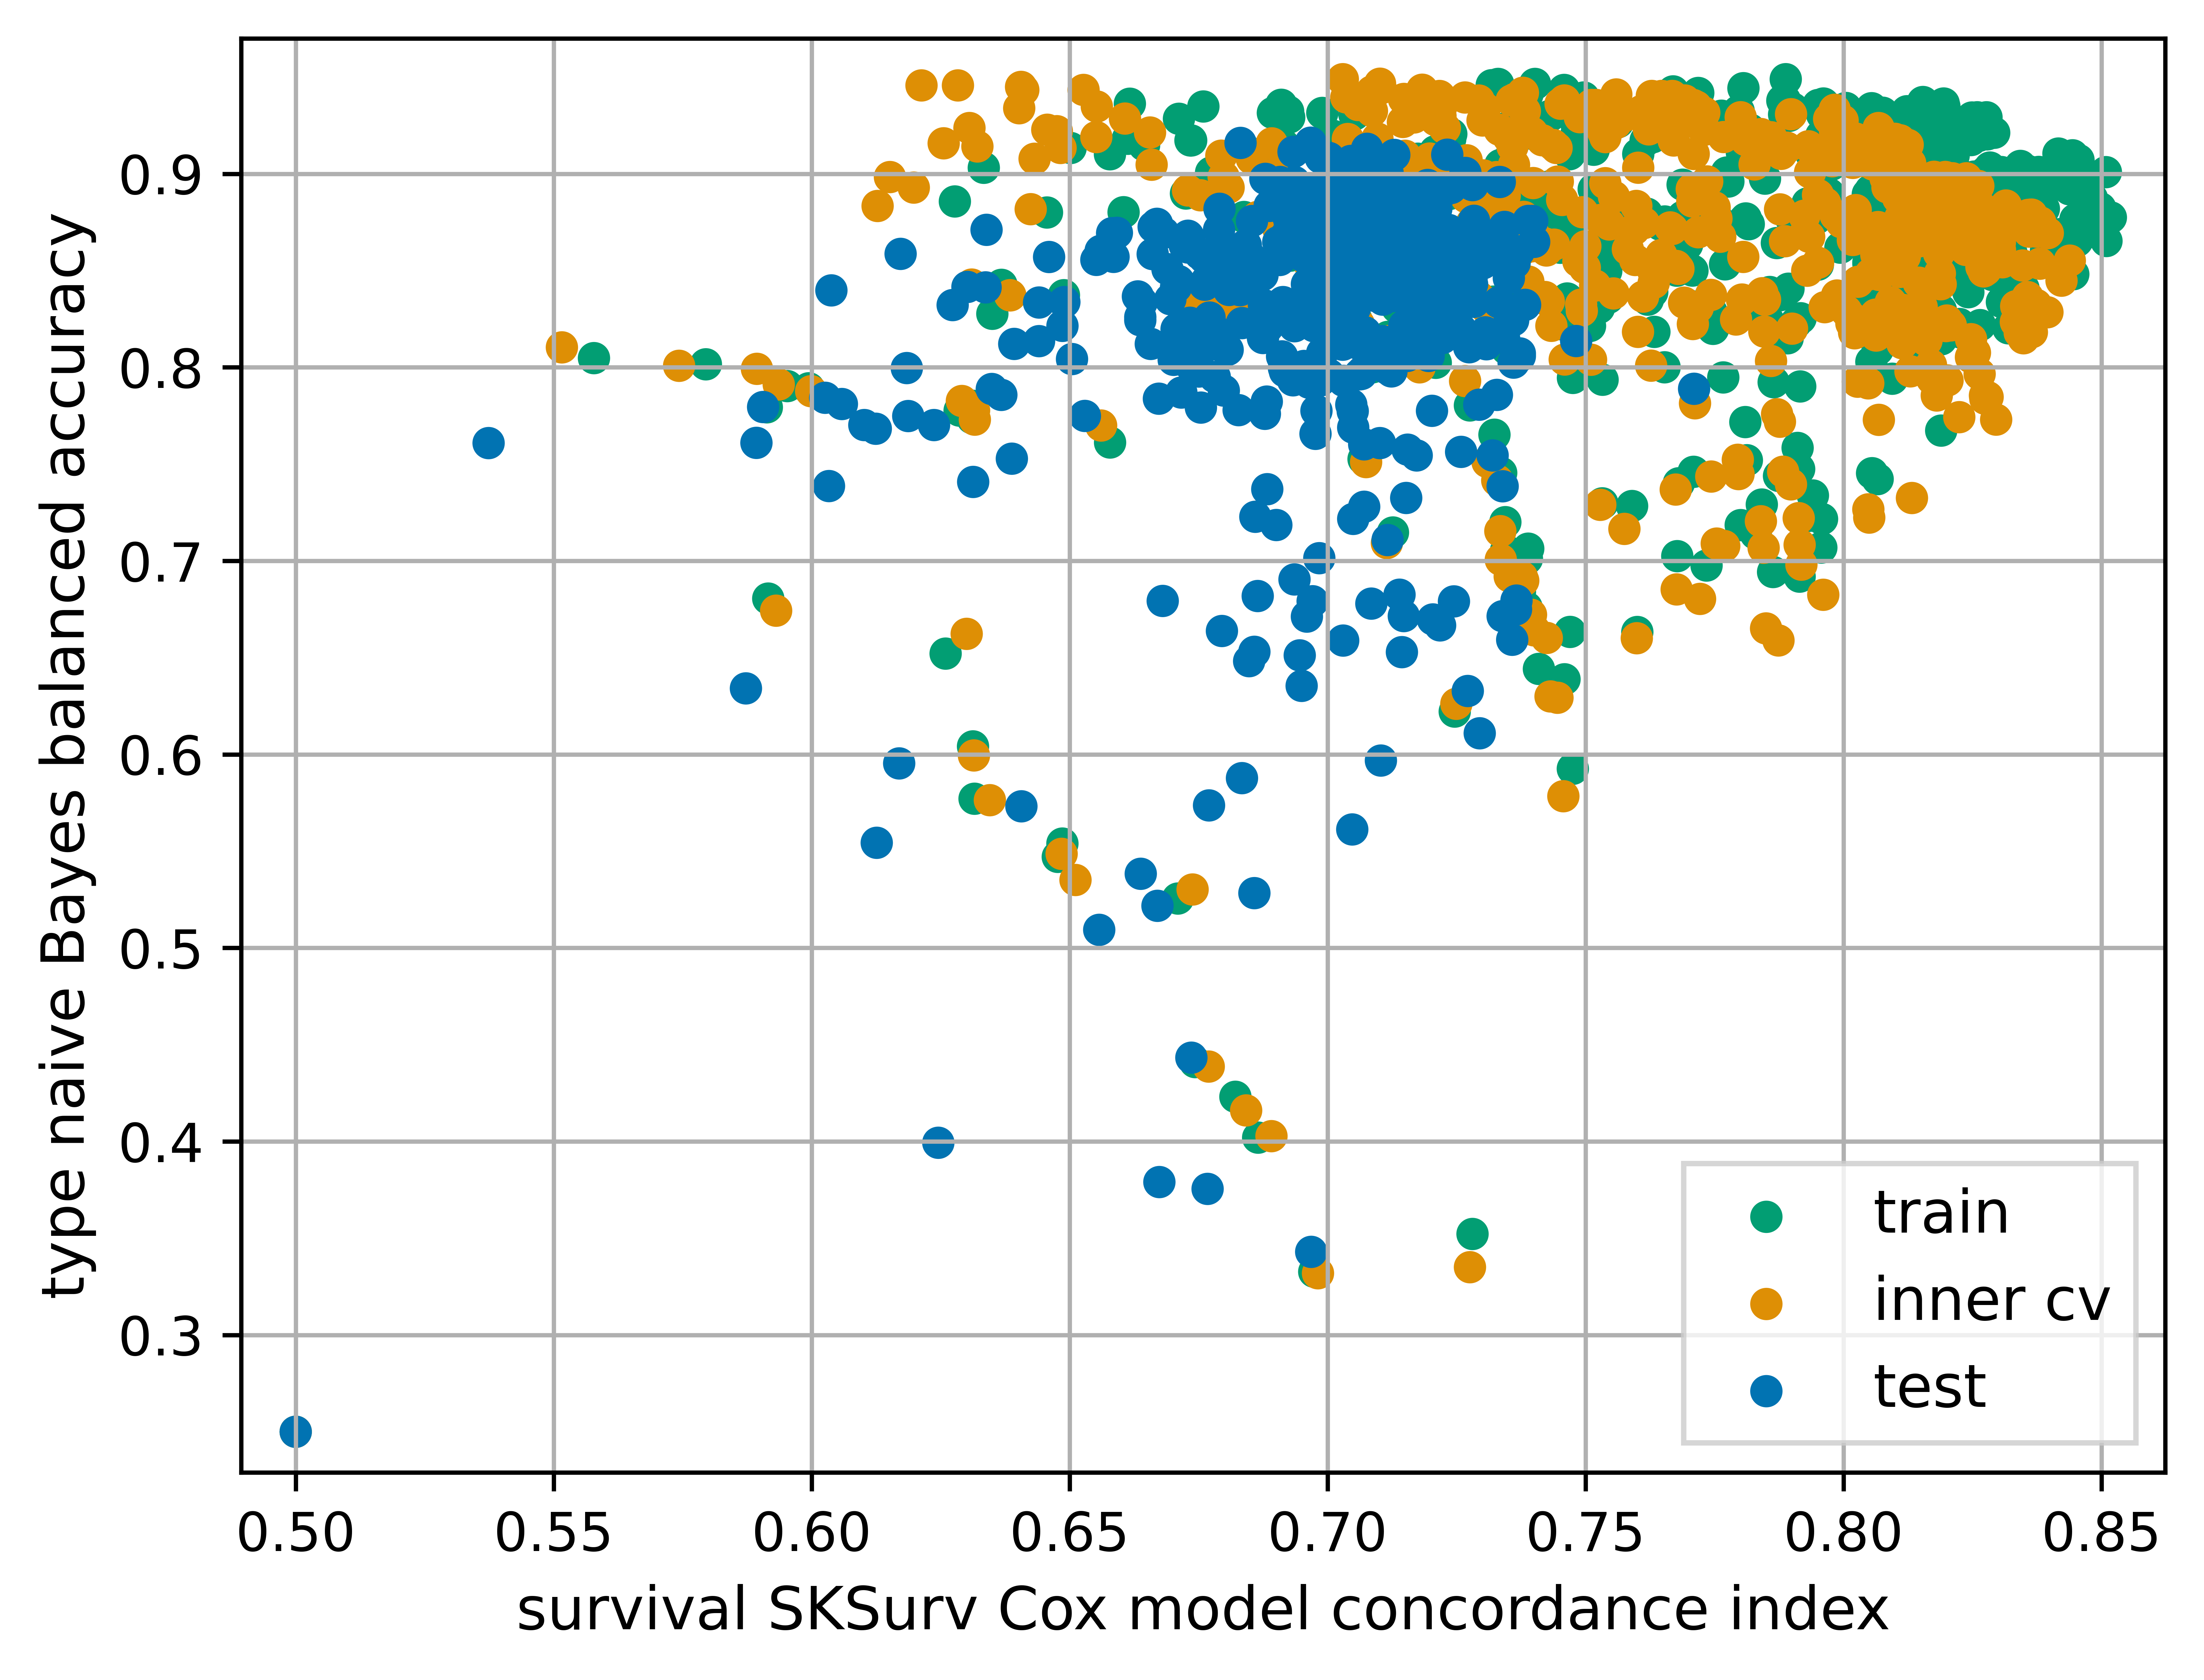 type naive Bayes balanced accuracy
0.9
0.8
0.7
0.6
0.5
0.4
0.3
0.50 0.55 0.60 0.65 0.70 0.75 0.80 0.85
survival SKSurv Cox model concordance index
train
inner cv
test